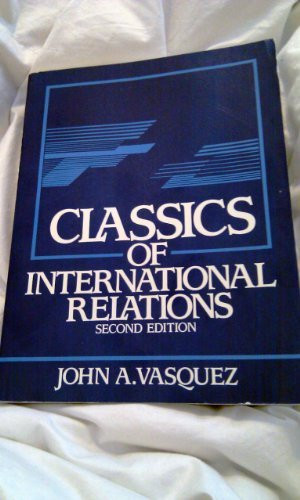 CLASSICS
OF
INTERNATIONAL
RELATIONS
SECOND EDITION
JOHN A. VASQUEZ